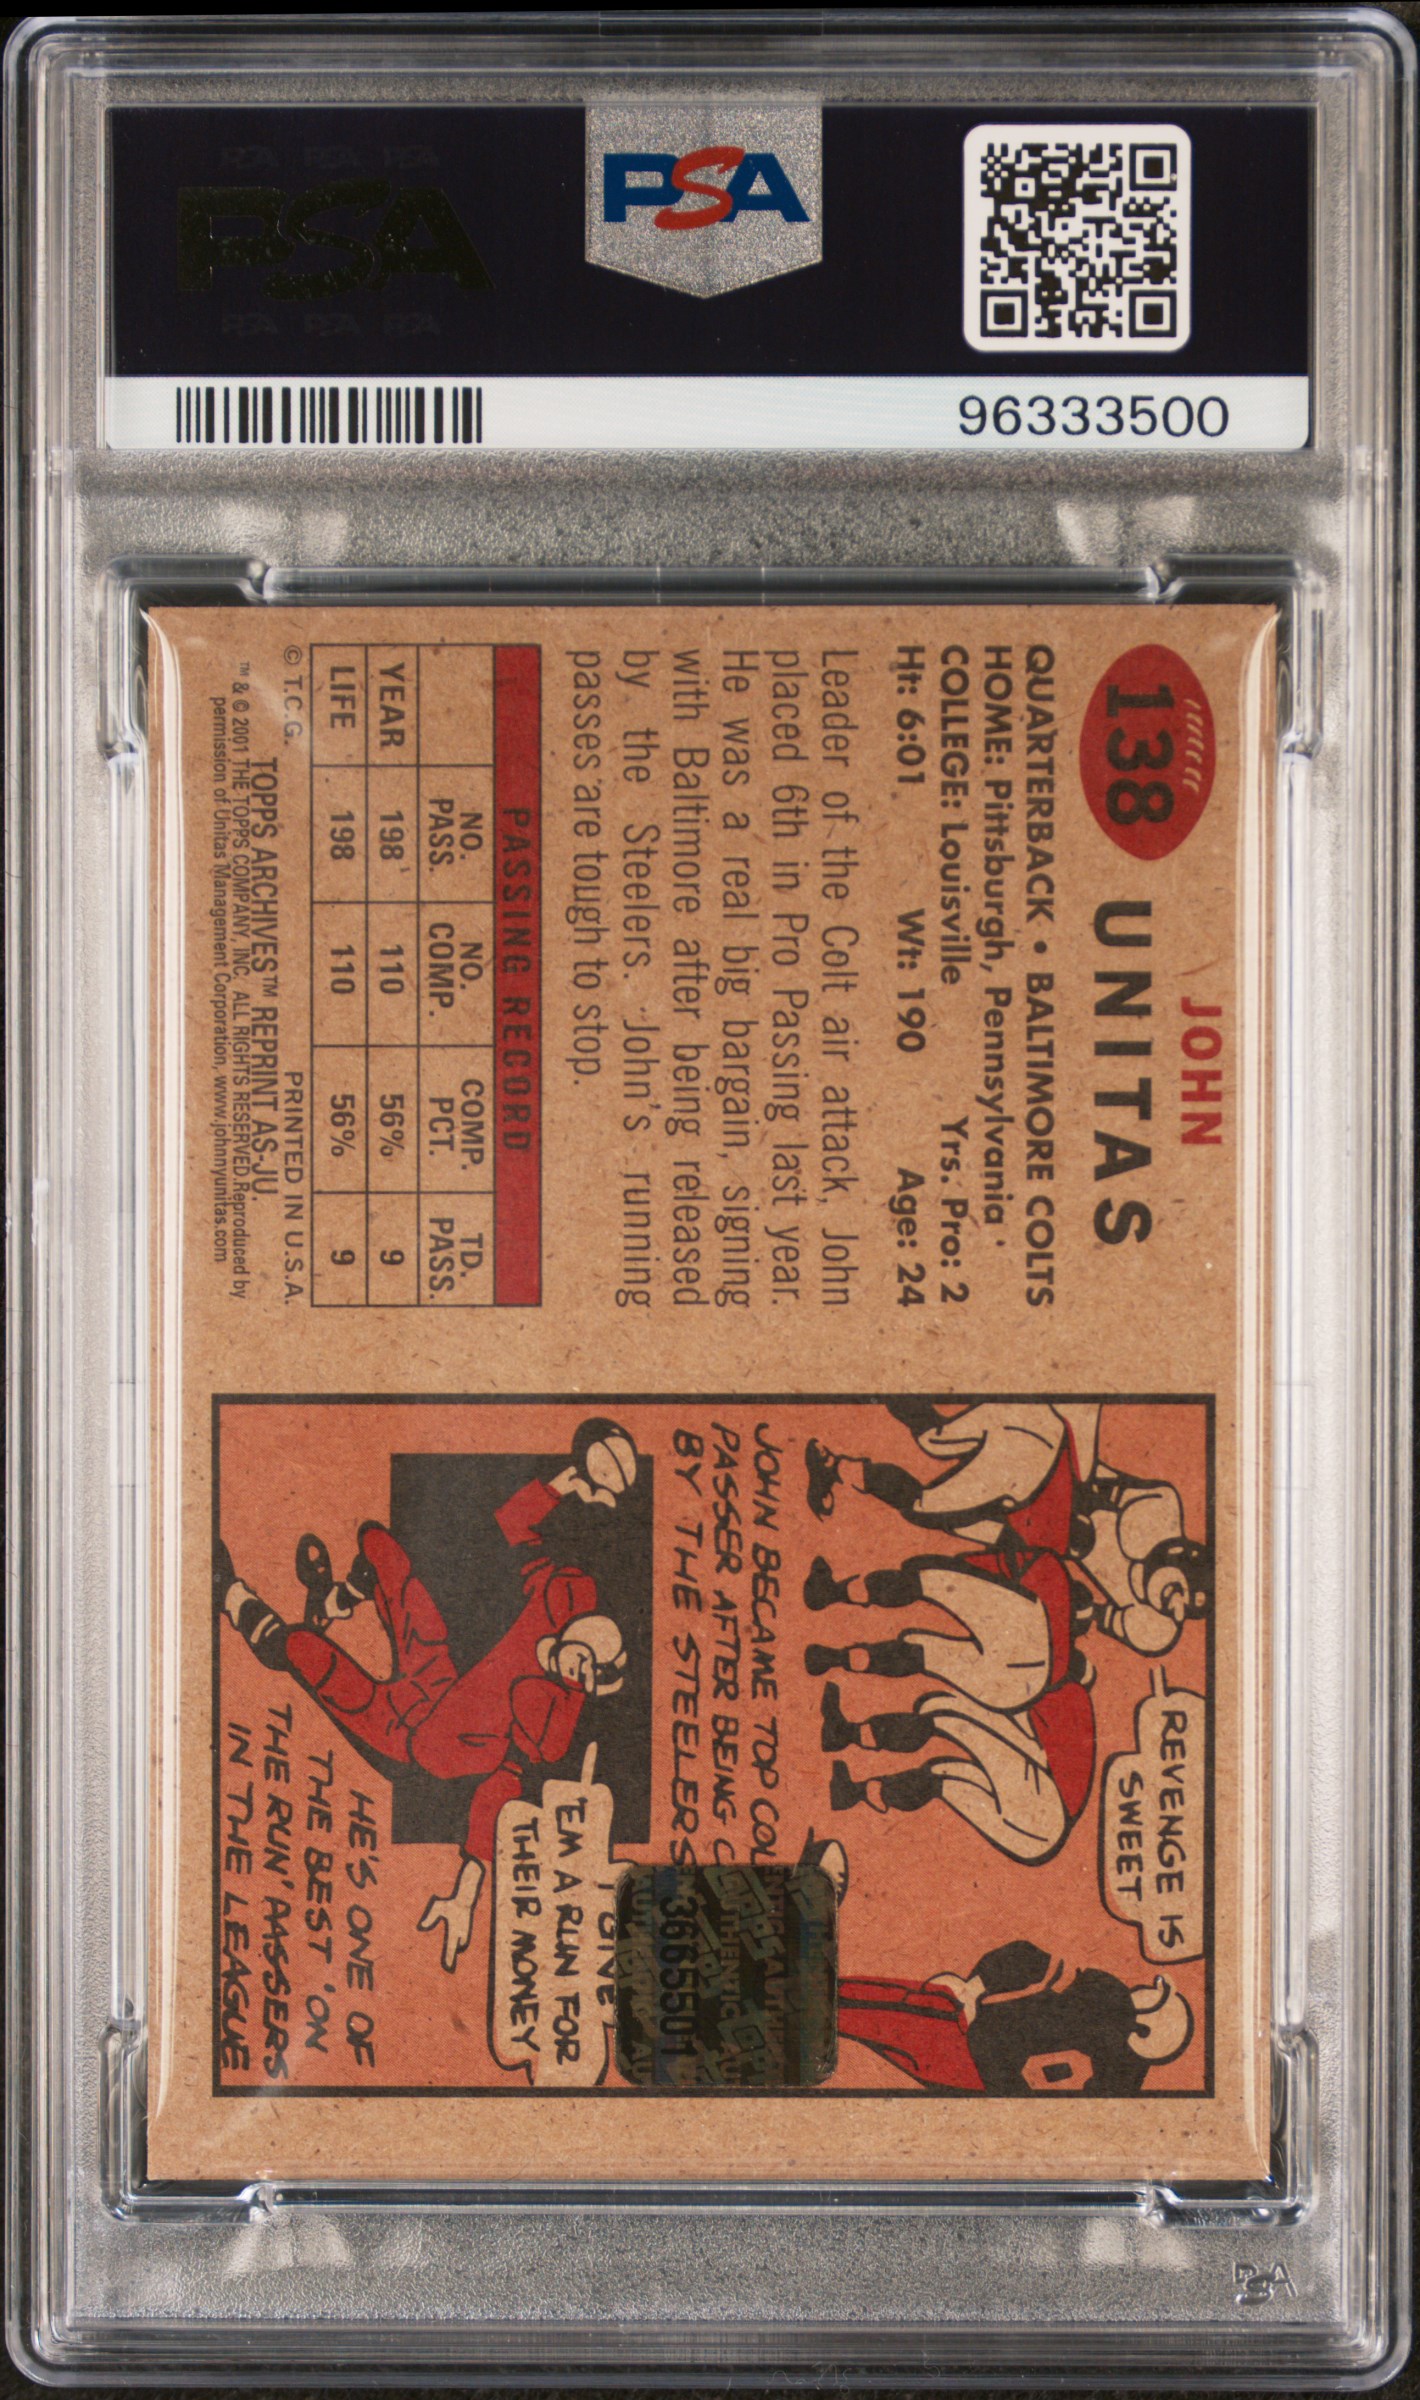 PSA PSA PSA
PSA
PSA PSA PSA
PSA
96333500
138
JOHN
UNITAS
QUARTERBACK • BALTIMORE COLTS
HOME: Pittsburgh, Pennsylvania
COLLEGE: Louisville Yrs. Pro: 2
Ht: 6:01 Wt: 190 Age: 24
Leader of the Colt air attack, John
placed 6th in Pro Passing last year.
He was a real big bargain, signing
with Baltimore after being released
by the Steelers. John's running
passes are tough to stop.
PASSING RECORD
NO. PASS. NO. COMP. COMP. PCT. TD. PASS.
YEAR 198 110 56% 9
LIFE 198 110 56% 9
© T.C.G. PRINTED IN U.S.A.
TOPPS ARCHIVES™ REPRINT AS-JU.
™ & © 2001 THE TOPPS COMPANY, INC. ALL RIGHTS RESERVED. Reproduced by
permission of Unitas Management Corporation, www.johnnyunitas.com
REVENGE IS
SWEET
JOHN BECAME TOP COL
PASSER AFTER BEING C
BY THE STEELERS
I GIVE
'EM A RUN FOR
THEIR MONEY
HE'S ONE OF
THE BEST 'ON
THE RUN' PASSERS
IN THE LEAGUE
3665501
PSA